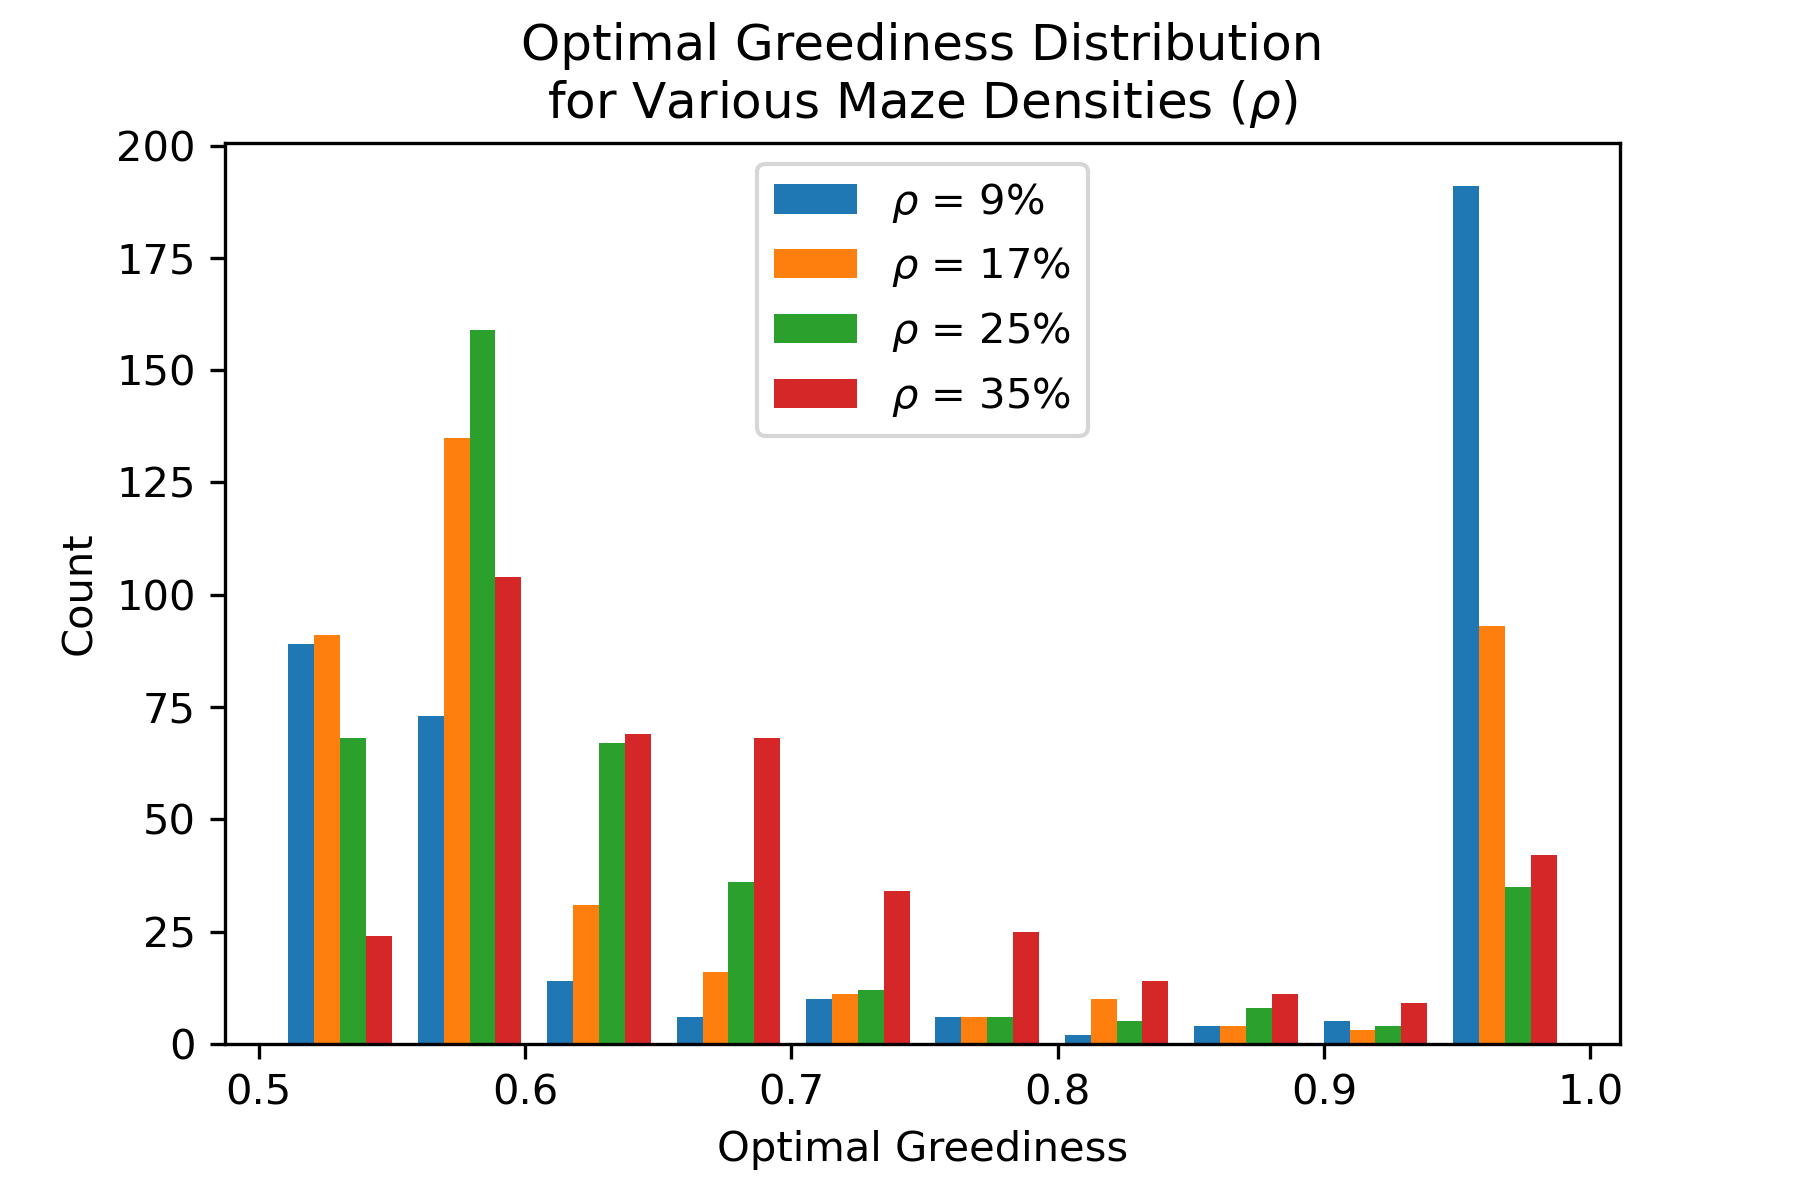 Optimal Greediness Distribution
for Various Maze Densities (ρ)
200
175
150
125
100
75
50
25
0
Count
ρ = 9%
ρ = 17%
ρ = 25%
ρ = 35%
0.5 0.6 0.7 0.8 0.9 1.0
Optimal Greediness